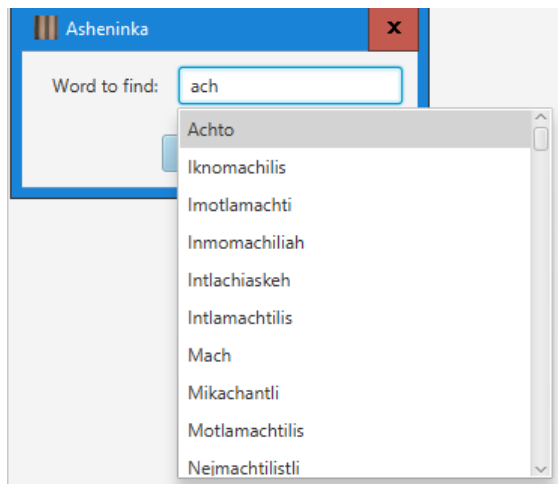 Asheninka
x
Word to find: ach
Achto
Iknomachilis
Imotlamachti
Inmomachiliah
Intlachiaskeh
Intlamachtilis
Mach
Mikachantli
Motlamachtilis
Nejmachtilistli